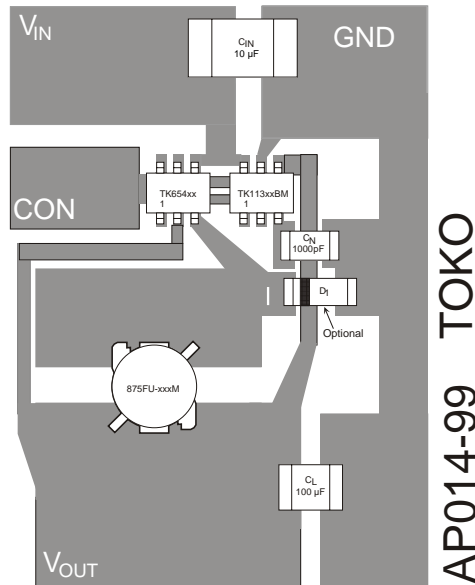 VIN
GND
CIN
10 µF
CON
TK654xx
1
TK113xxBM
1
CN
1000pF
D1
Optional
875FU-xxxM
CL
100 µF
VOUT
AP014-99 TOKO